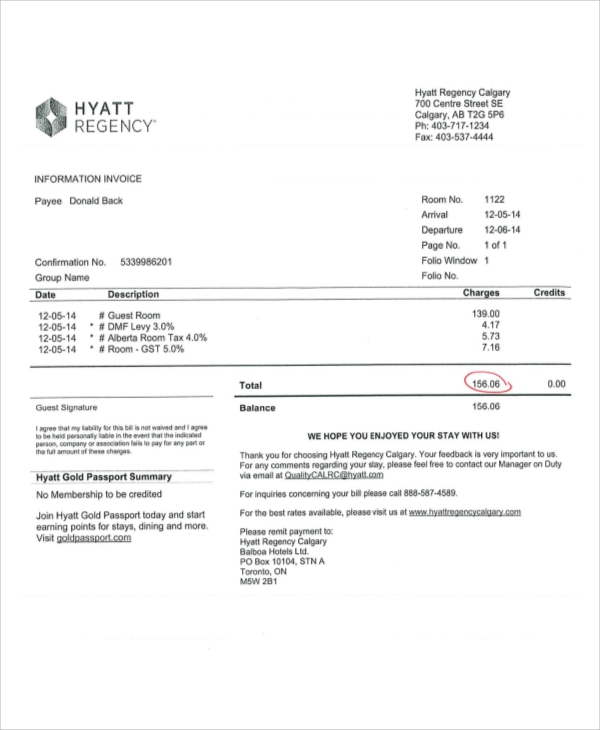 HYATT
REGENCY
Hyatt Regency Calgary
700 Centre Street SE
Calgary, AB T2G 5P6
Ph: 403-717-1234
Fax: 403-537-4444
INFORMATION INVOICE
Payee Donald Back
Room No. 1122
Arrival 12-05-14
Departure 12-06-14
Page No. 1 of 1
Confirmation No. 5339986201
Folio Window 1
Group Name
Folio No.
Date Description Charges Credits
12-05-14 # Guest Room 139.00
12-05-14 * # DMF Levy 3.0% 4.17
12-05-14 * # Alberta Room Tax 4.0% 5.73
12-05-14 * # Room - GST 5.0% 7.16
Total 156.06 0.00
Guest Signature
Balance 156.06
I agree that my liability for this bill is not waived and I agree
to be held personally liable in the event that the indicated
person, company or association fails to pay for any part or
the full amount of these charges.
Hyatt Gold Passport Summary
No Membership to be credited
Join Hyatt Gold Passport today and start
earning points for stays, dining and more.
Visit goldpassport.com
WE HOPE YOU ENJOYED YOUR STAY WITH US!
Thank you for choosing Hyatt Regency Calgary. Your feedback is very important to us.
For any comments regarding your stay, please feel free to contact our Manager on Duty
via email at QualityCALRC@hyatt.com
For inquiries concerning your bill please call 888-587-4589.
For the best rates available, please visit us at www.hyattregencycalgary.com
Please remit payment to:
Hyatt Regency Calgary
Balboa Hotels Ltd.
PO Box 10104, STN A
Toronto, ON
M5W 2B1